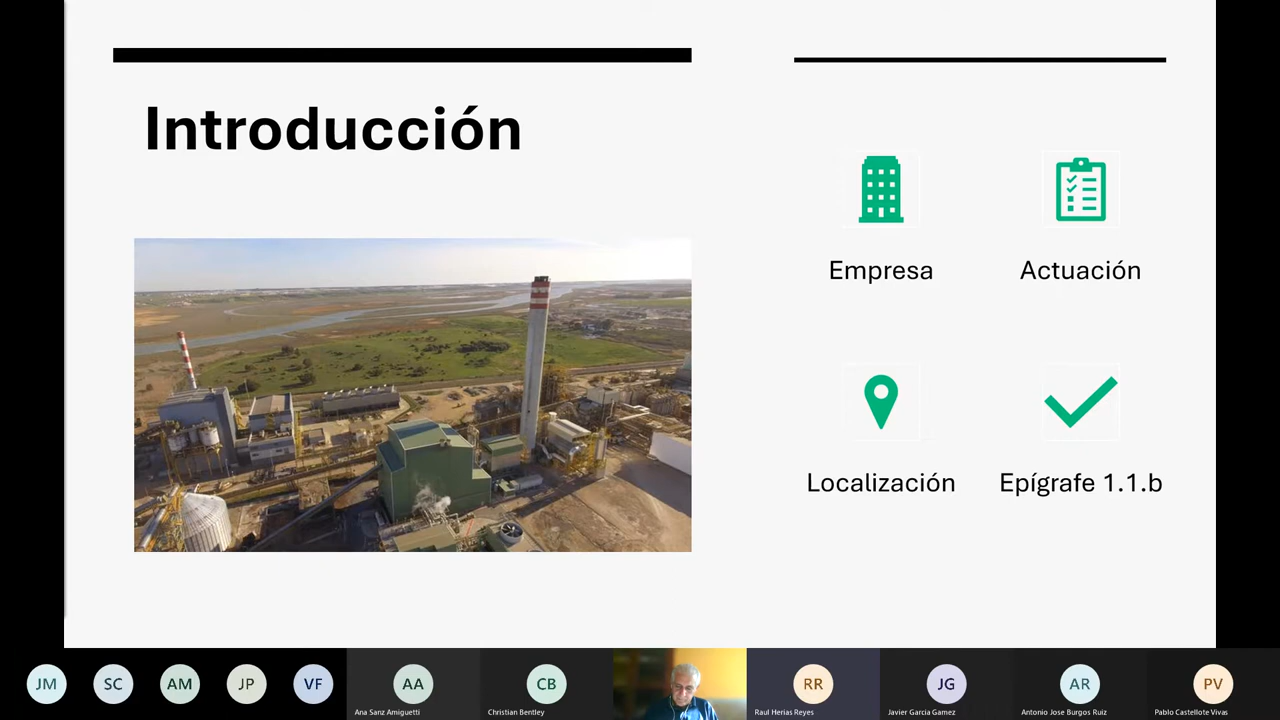 Introducción
Empresa
Actuación
Localización
Epígrafe 1.1.b
JM
SC
AM
JP
VF
AA
CB
RR
JG
AR
PV
Ana Sanz Amiguetti
Christian Bentley
Raul Herias Reyes
Javier Garcia Gamez
Antonio Jose Burgos Ruiz
Pablo Castellote Vivas